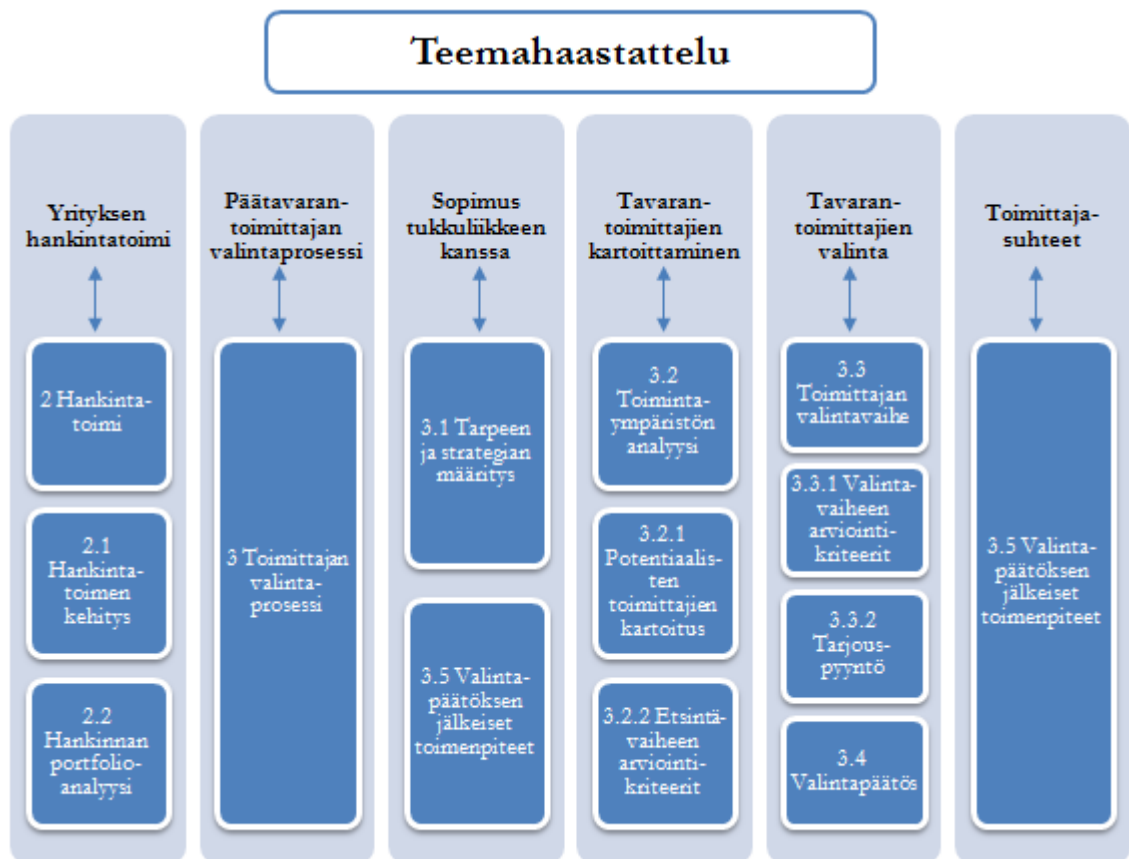 Teemahaastattelu
Yrityksen
hankintatoimi
2 Hankinta-
toimi
2.1
Hankinta-
toimen
kehitys
2.2
Hankinnan
portfolio-
analyysi
Päätavaran-
toimittajan
valintaprosessi
3 Toimittajan
valinta-
prosessi
Sopimus
tukkuliikkeen
kanssa
3.1 Tarpeen
ja strategian
määritys
3.5 Valinta-
päätöksen
jälkeiset
toimenpiteet
Tavaran-
toimittajien
kartoittaminen
3.2
Toiminta-
ympäristön
analyysi
3.2.1
Potentiaalis-
ten
toimittajien
kartoitus
3.2.2 Etsintä-
vaiheen
arviointi-
kriteerit
Tavaran-
toimittajien
valinta
3.3
Toimittajan
valintavaihe
3.3.1 Valinta-
vaiheen
arviointi-
kriteerit
3.3.2
Tarjous-
pyyntö
3.4
Valintapäätös
Toimittaja-
suhteet
3.5 Valinta-
päätöksen
jälkeiset
toimenpiteet